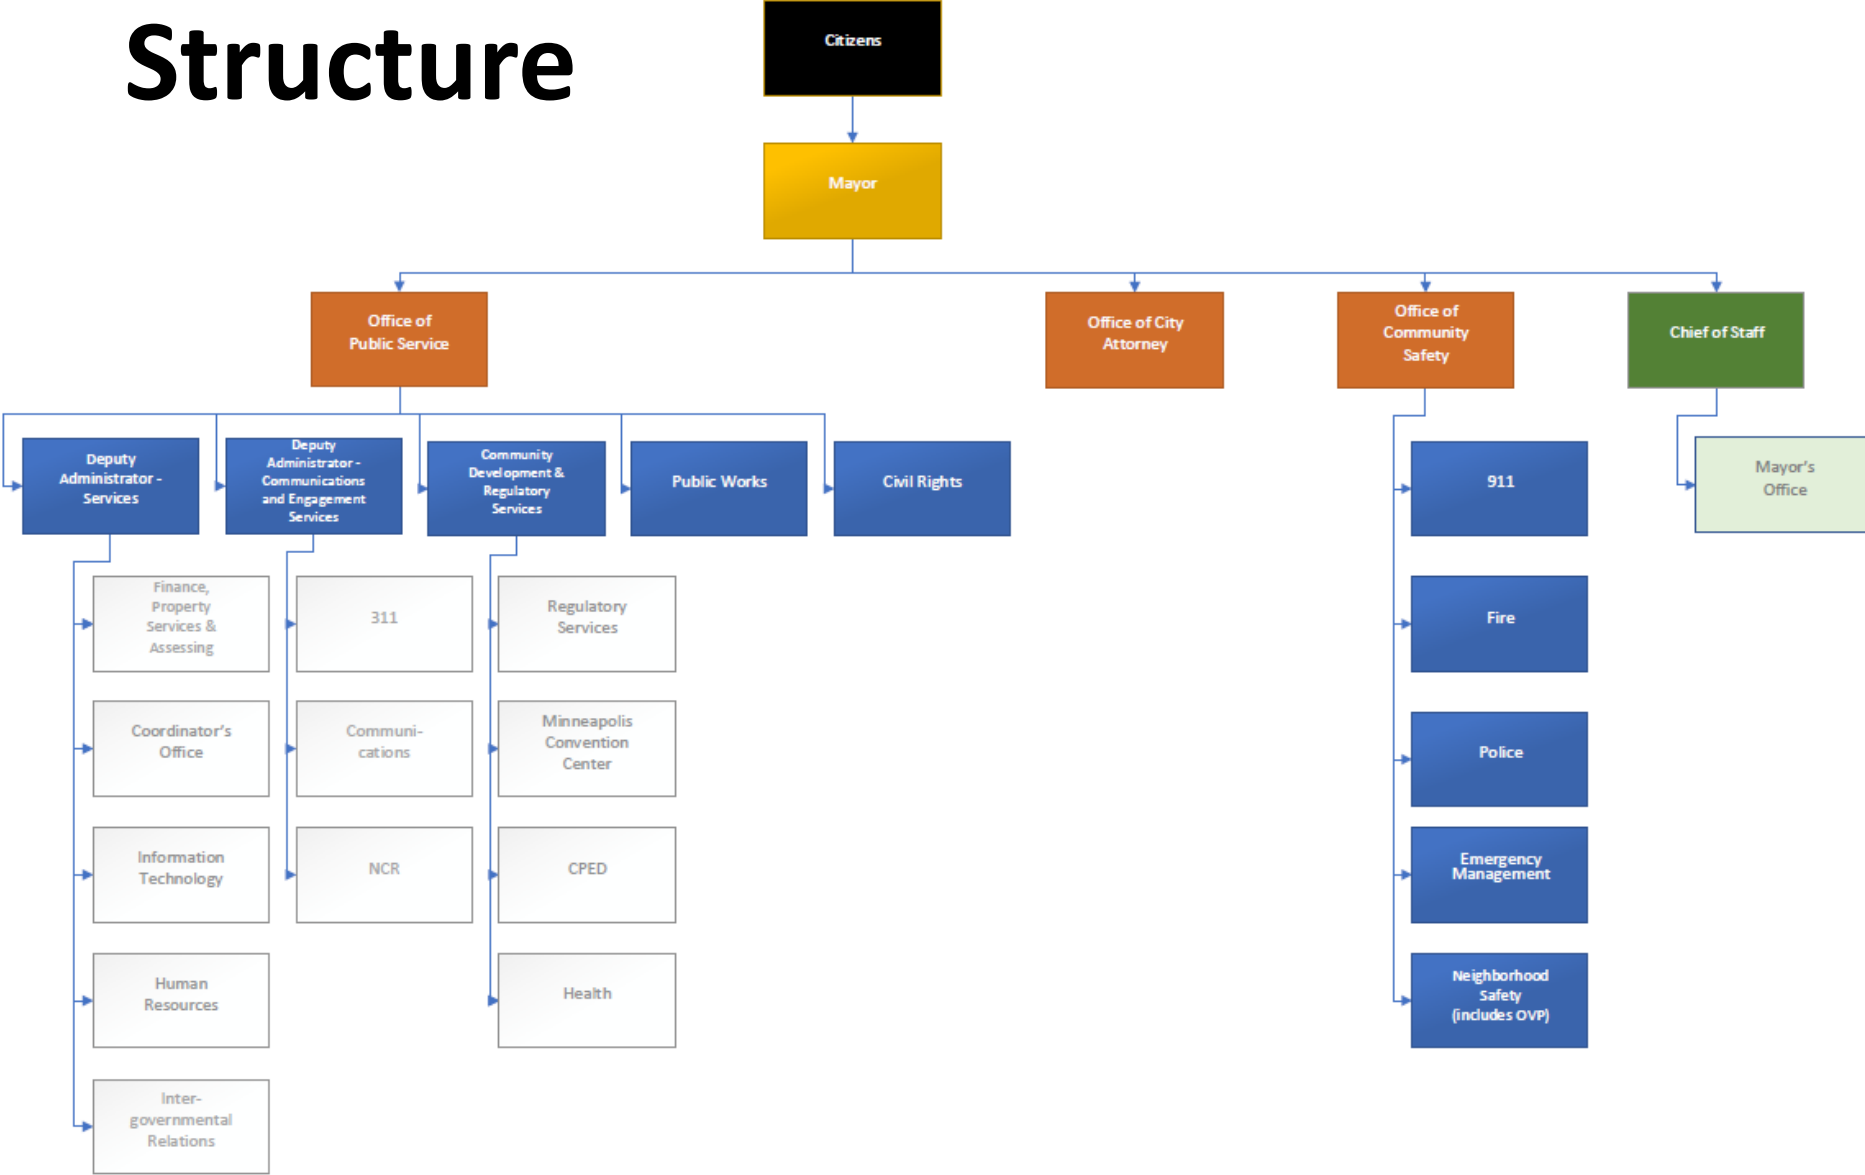 Structure
Citizens
Mayor
Office of
Public Service
Office of City
Attorney
Office of
Community
Safety
Chief of Staff
Deputy
Administrator -
Services
Deputy
Administrator -
Communications
and Engagement
Services
Community
Development &
Regulatory
Services
Public Works
Civil Rights
911
Mayor's
Office
Finance,
Property
Services &
Assessing
311
Regulatory
Services
Fire
Coordinator's
Office
Communi-
cations
Minneapolis
Convention
Center
Police
Information
Technology
NCR
CPED
Emergency
Management
Human
Resources
Health
Neighborhood
Safety
(includes OVP)
Inter-
governmental
Relations